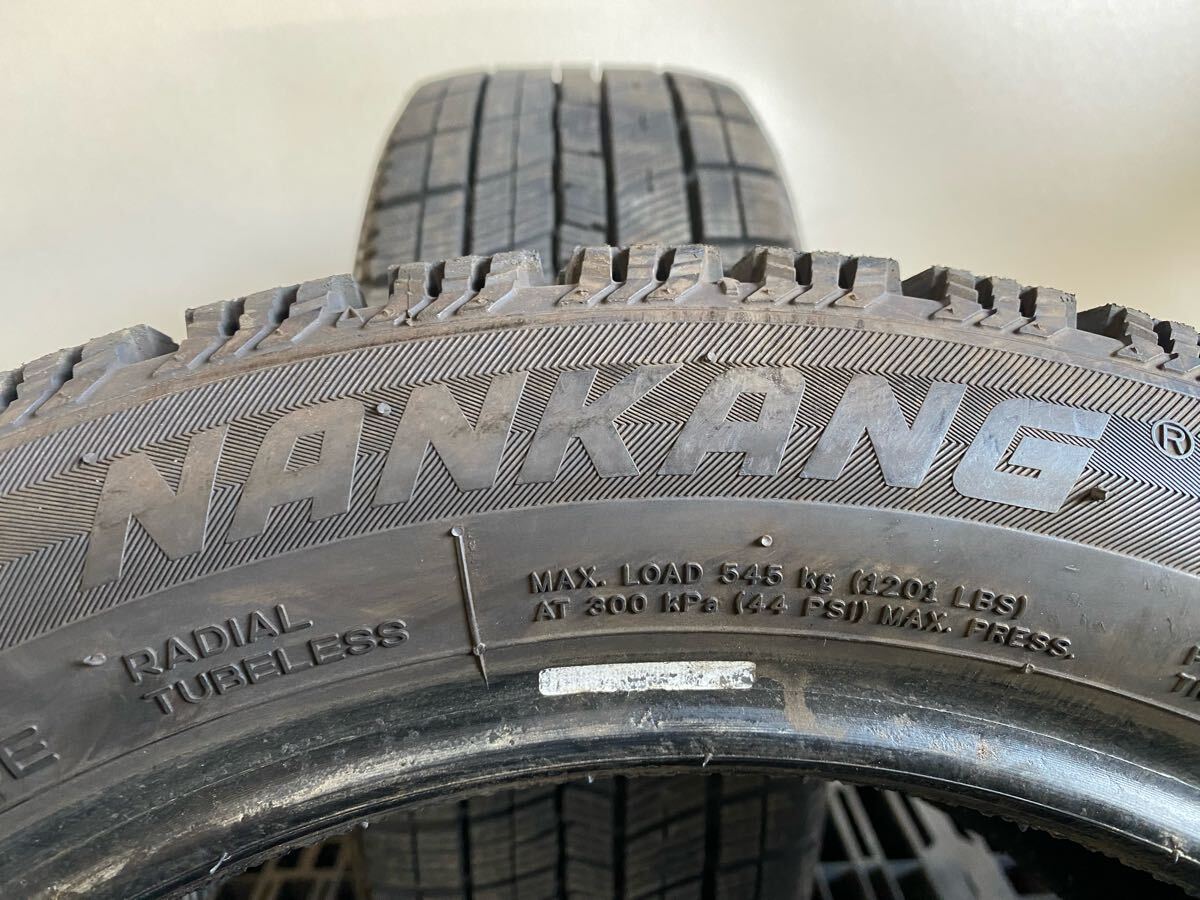 NANKANG®
MAX. LOAD 545 kg (1201 LBS)
AT 300 kPa (44 PSI) MAX. PRESS.
RADIAL
TUBELESS